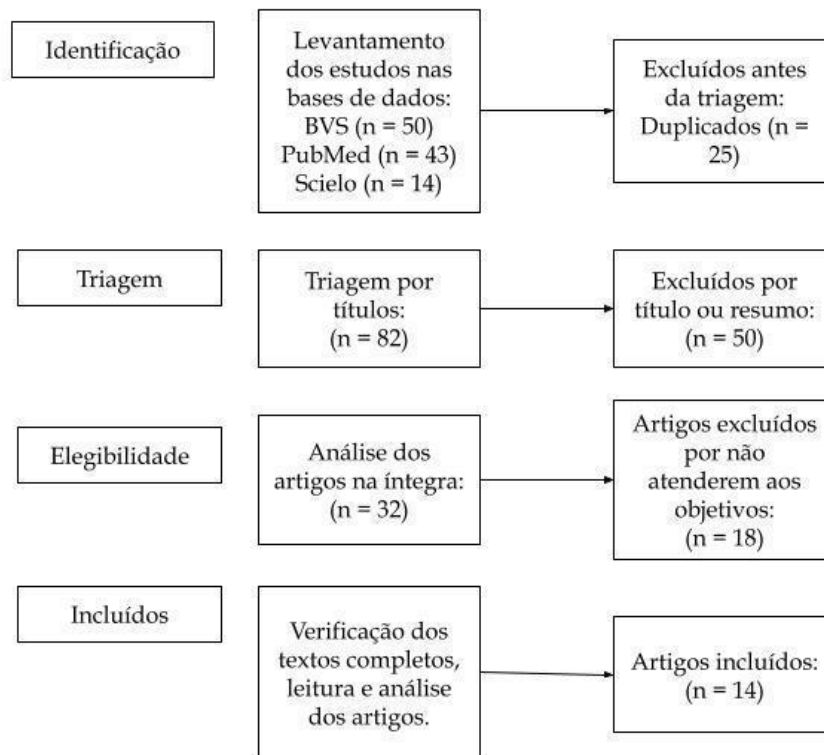 Identificação
Levantamento
dos estudos nas
bases de dados:
BVS (n = 50)
PubMed (n = 43)
Scielo (n = 14)
Excluídos antes
da triagem:
Duplicados (n =
25)
Triagem
Triagem por
títulos:
(n = 82)
Excluídos por
título ou resumo:
(n = 50)
Elegibilidade
Análise dos
artigos na íntegra:
(n = 32)
Artigos excluídos
por não
atenderem aos
objetivos:
(n = 18)
Incluídos
Verificação dos
textos completos,
leitura e análise
dos artigos.
Artigos incluídos:
(n = 14)